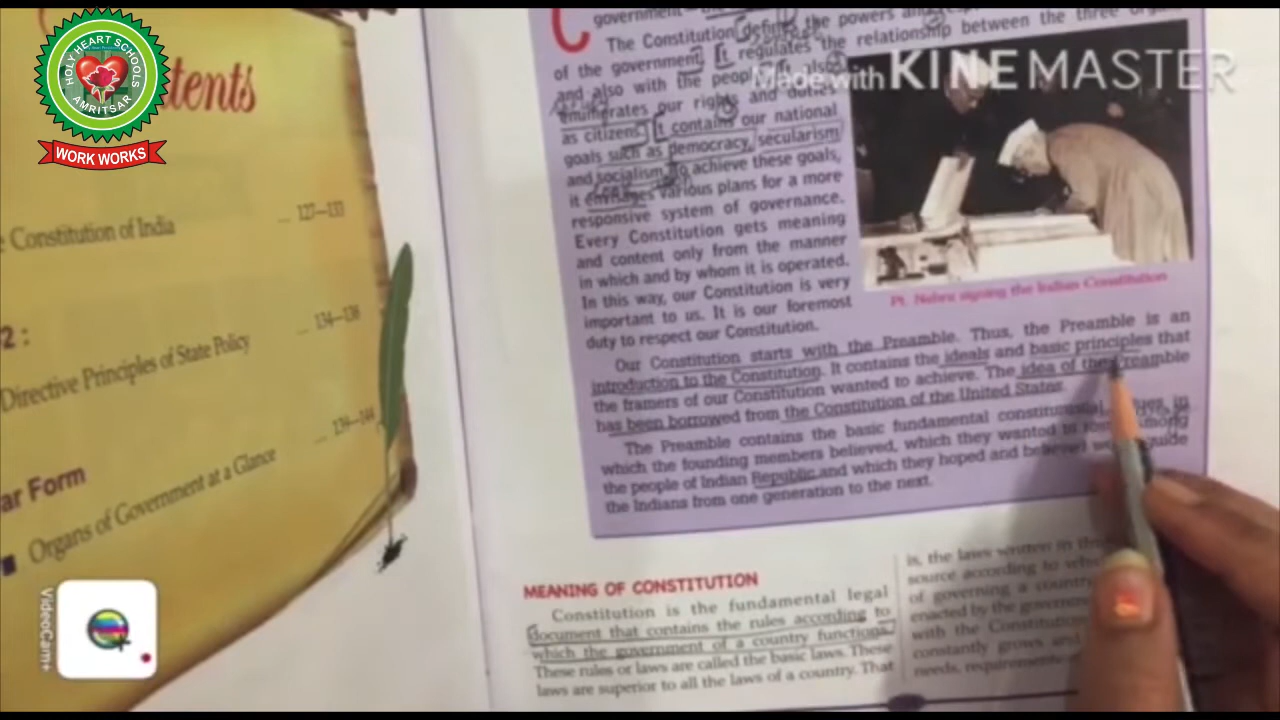 HOLY HEART SCHOOLS
AMRITSAR
WORK WORKS
tents
Constitution of India
127—133
2 :
134—138
Directive Principles of State Policy
139—144
ar Form
Organs of Government at a Glance
VideoCam+
Made with KINEMASTER
government
The Constitution defines the powers and
of the government. It regulates the relationship between the three
and also with the people. It also
enumerates our rights and duties
as citizens. It contains our national
goals such as democracy, secularism
and socialism. To achieve these goals,
it envisages various plans for a more
responsive system of governance.
Every Constitution gets meaning
and content only from the manner
in which and by whom it is operated.
In this way, our Constitution is very
important to us. It is our foremost
duty to respect our Constitution.
Pt. Nehru signing the Indian Constitution
Our Constitution starts with the Preamble. Thus, the Preamble is an
introduction to the Constitution. It contains the ideals and basic principles that
the framers of our Constitution wanted to achieve. The idea of the Preamble
has been borrowed from the Constitution of the United States.
The Preamble contains the basic fundamental constitutional values in
which the founding members believed, which they wanted to among
the people of Indian Republic and which they hoped and believed guide
the Indians from one generation to the next.
MEANING OF CONSTITUTION
Constitution is the fundamental legal
document that contains the rules according to
which the government of a country functions.
These rules or laws are called the basic laws. These
laws are superior to all the laws of a country. That
is, the laws written in
source according to
of governing a country
enacted by the
with the Constitution
constantly grows and
needs,